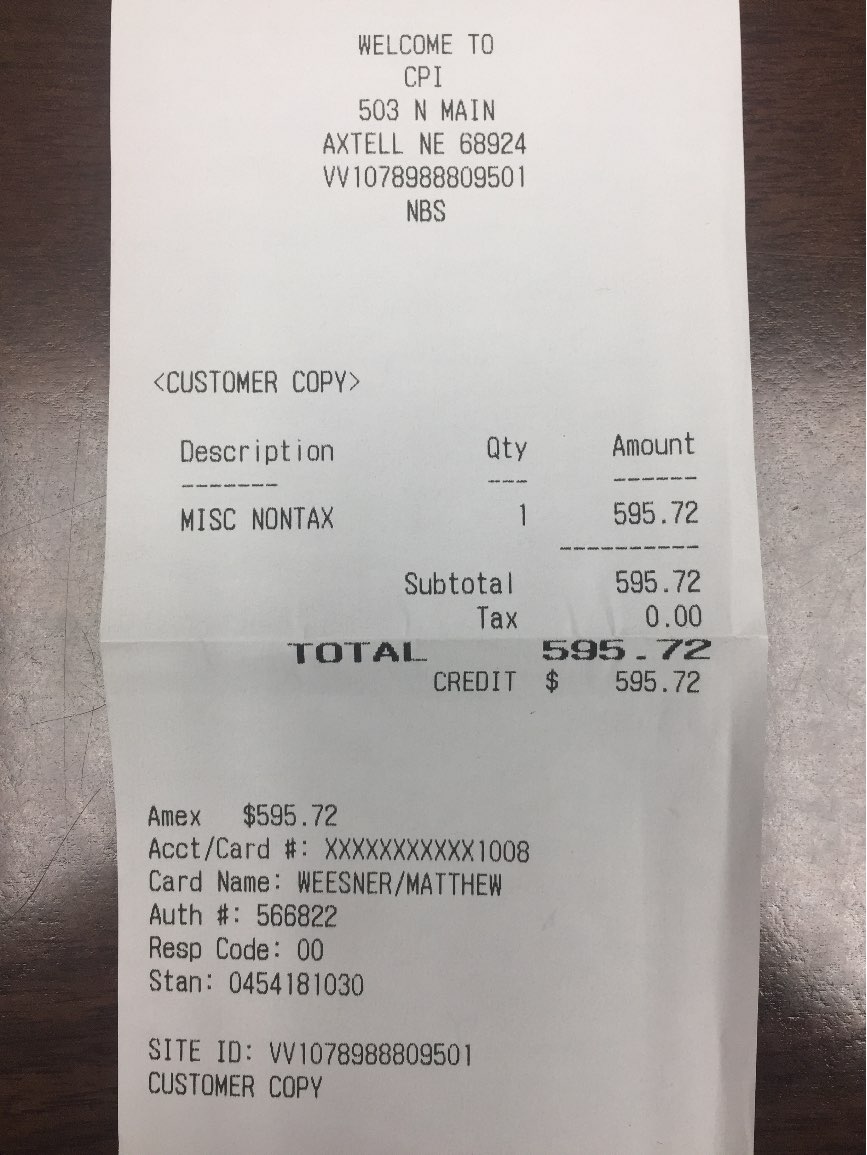 WELCOME TO
CPI
503 N MAIN
AXTELL NE 68924
VV1078988809501
NBS
<CUSTOMER COPY>
Description Qty Amount
------- --- ------
MISC NONTAX 1 595.72
----------
Subtotal 595.72
Tax 0.00
TOTAL 595.72
CREDIT $ 595.72
Amex $595.72
Acct/Card #: XXXXXXXXXXX1008
Card Name: WEESNER/MATTHEW
Auth #: 566822
Resp Code: 00
Stan: 0454181030
SITE ID: VV1078988809501
CUSTOMER COPY